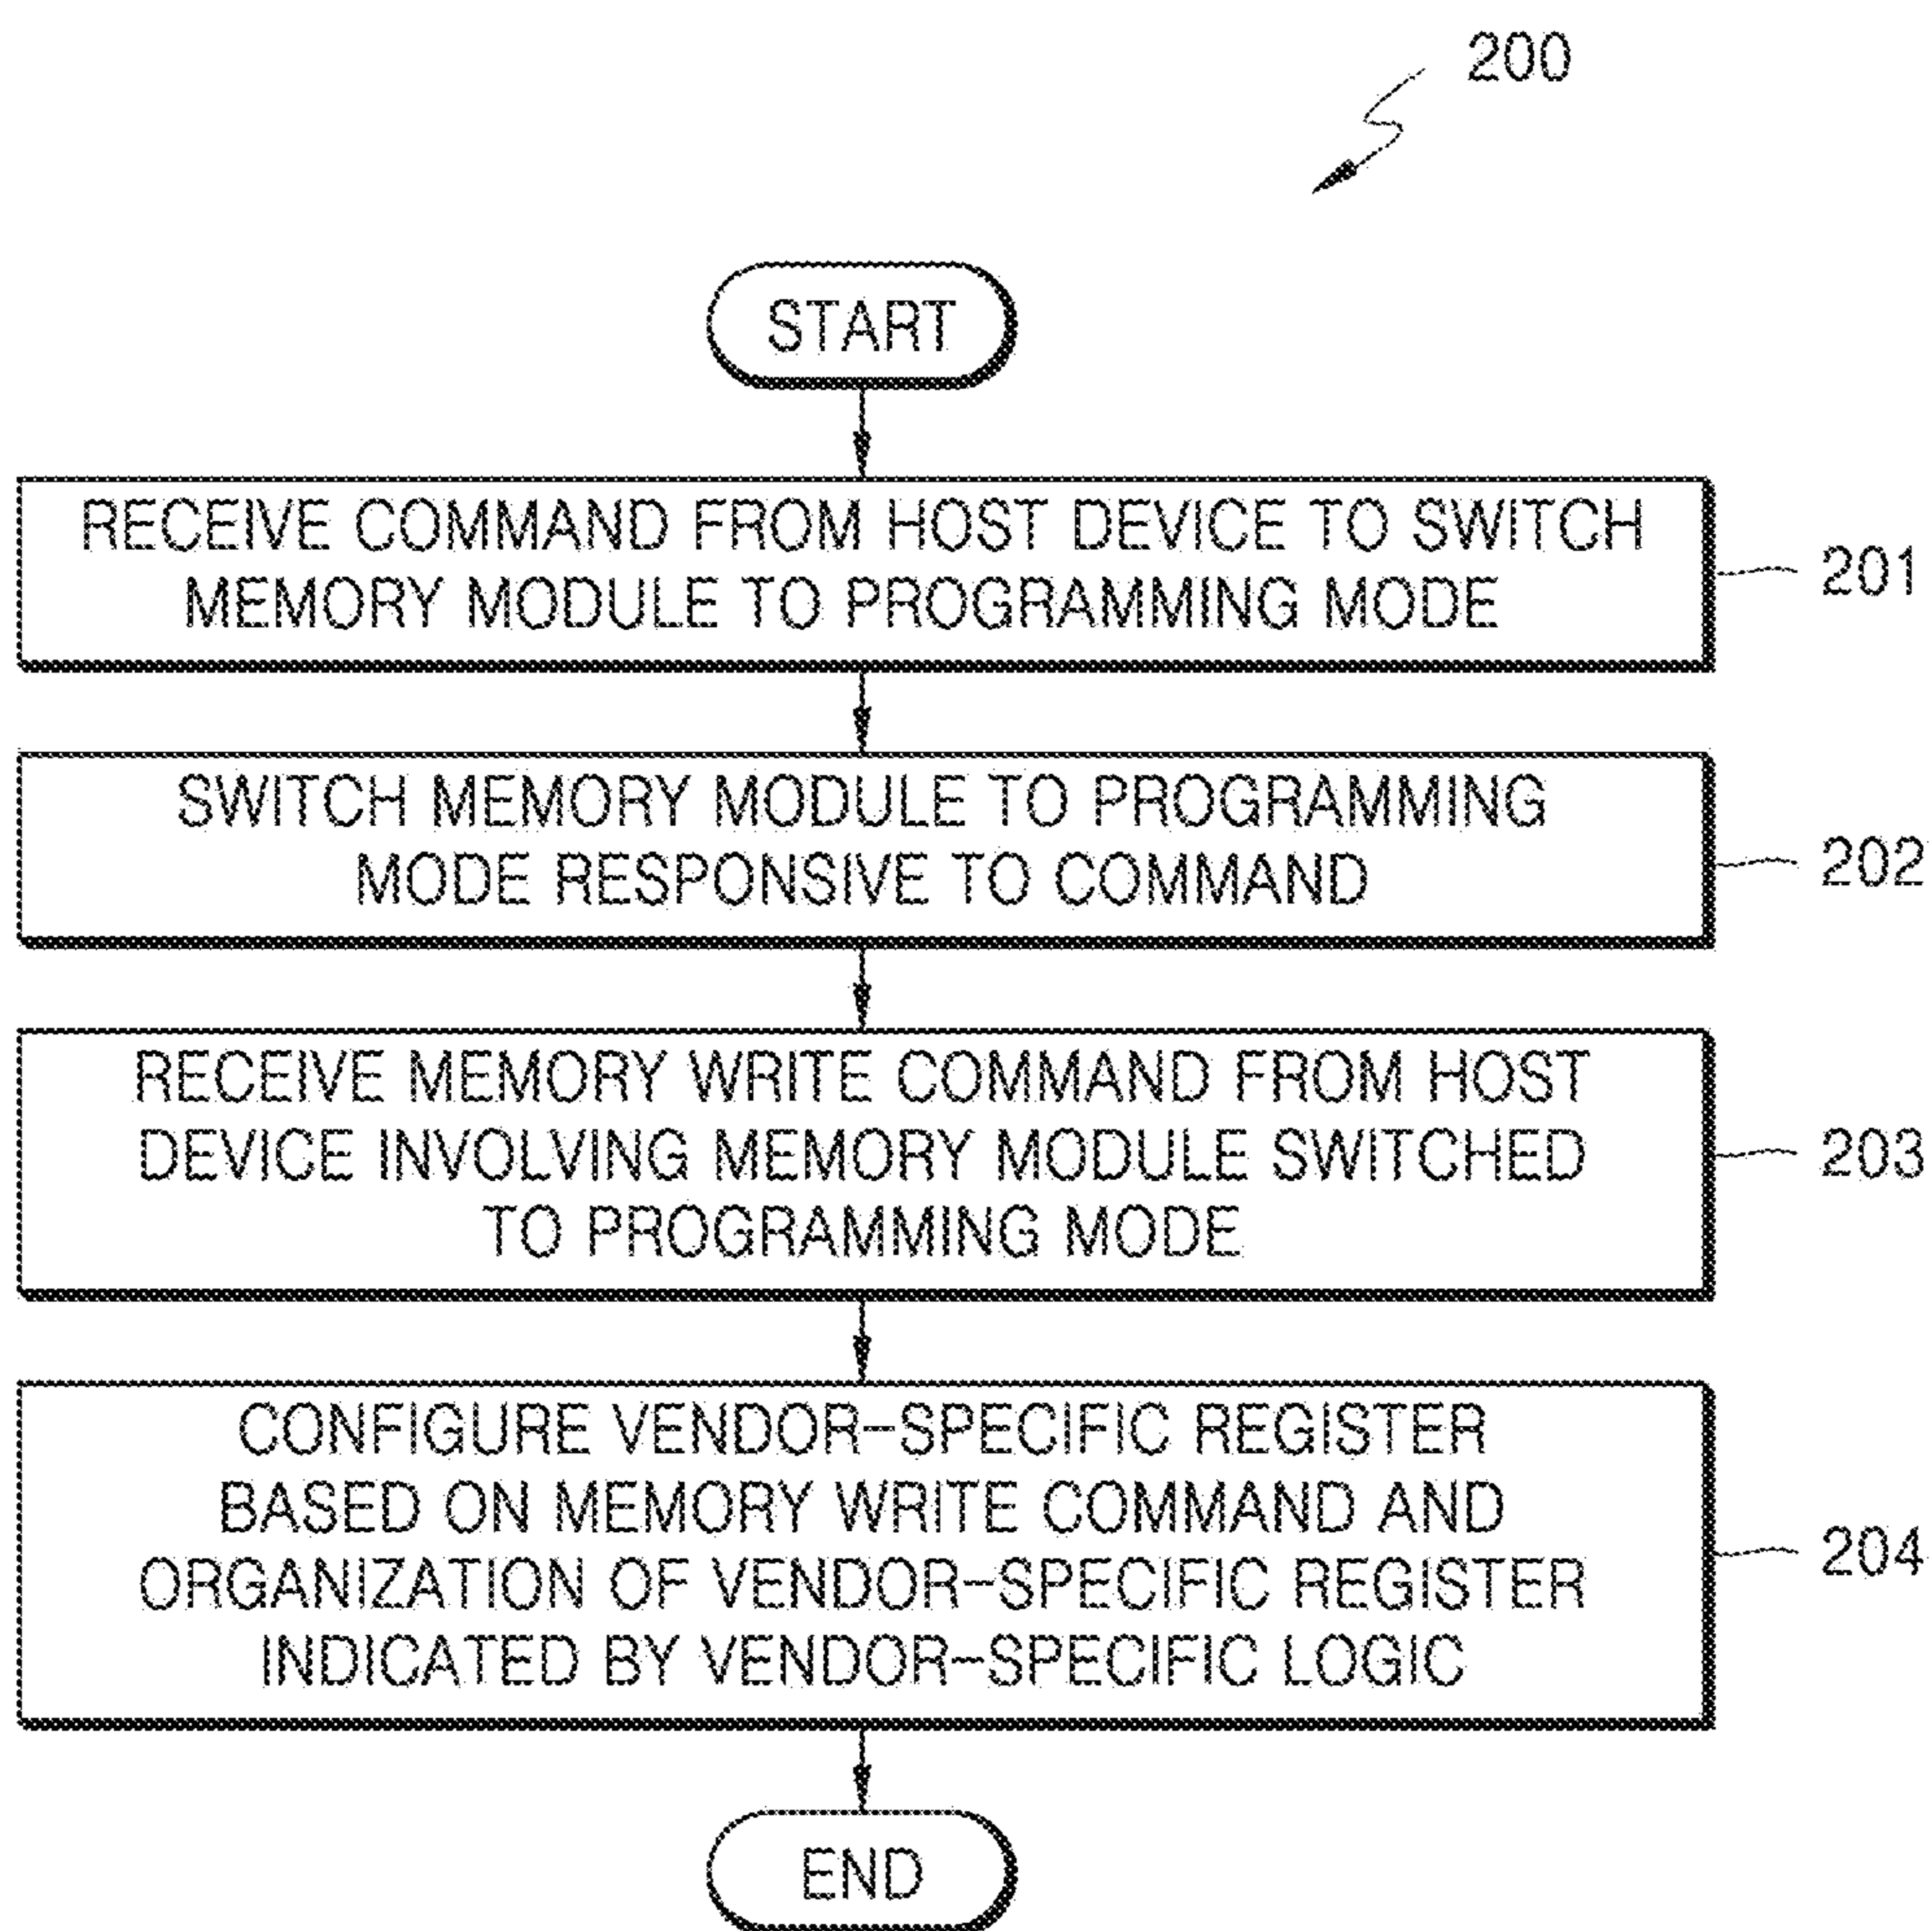 200
START
RECEIVE COMMAND FROM HOST DEVICE TO SWITCH
MEMORY MODULE TO PROGRAMMING MODE
201
SWITCH MEMORY MODULE TO PROGRAMMING
MODE RESPONSIVE TO COMMAND
202
RECEIVE MEMORY WRITE COMMAND FROM HOST
DEVICE INVOLVING MEMORY MODULE SWITCHED
TO PROGRAMMING MODE
203
CONFIGURE VENDOR-SPECIFIC REGISTER
BASED ON MEMORY WRITE COMMAND AND
ORGANIZATION OF VENDOR-SPECIFIC REGISTER
INDICATED BY VENDOR-SPECIFIC LOGIC
204
END